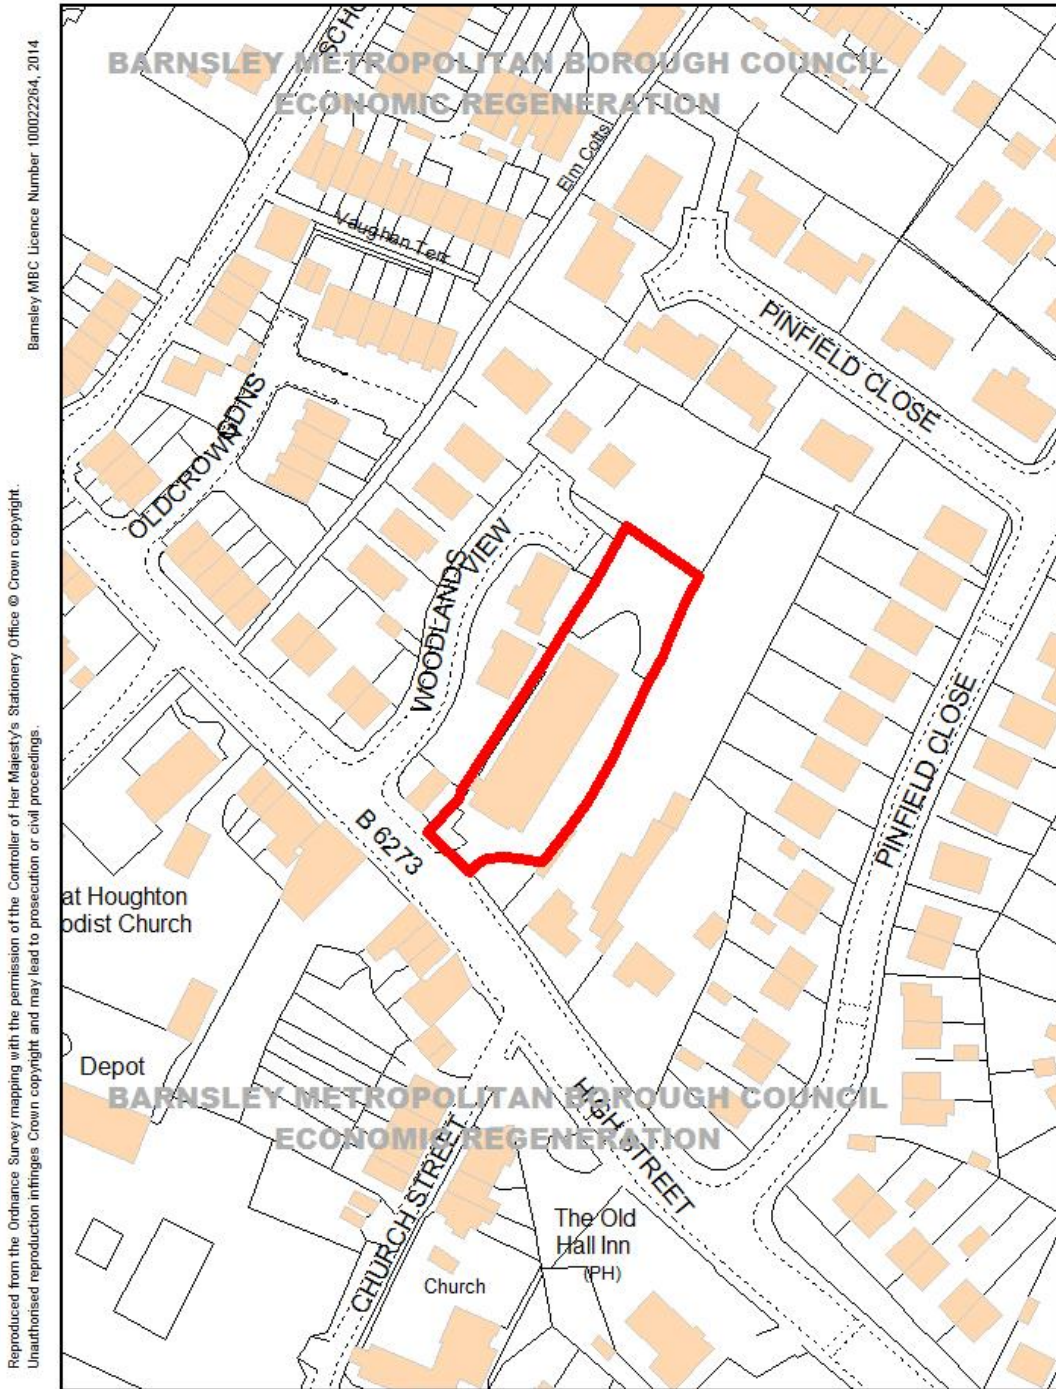 Barnsley MBC Licence Number 100022264, 2014
Reproduced from the Ordnance Survey mapping with the permission of the Controller of Her Majesty's Stationery Office © Crown copyright.
Unauthorised reproduction infringes Crown copyright and may lead to prosecution or civil proceedings.
BARNSLEY METROPOLITAN BOROUGH COUNCIL
ECONOMIC REGENERATION
SCHO
Elm Cotts
Vaughan Terr
PINFIELD CLOSE
OLDCROWN
GDNS
WOODLANDS
VIEW
PINFIELD CLOSE
B 6273
at Houghton
odist Church
Depot
BARNSLEY METROPOLITAN BOROUGH COUNCIL
ECONOMIC REGENERATION
HIGH STREET
CHURCH STREET
The Old
Hall Inn
(PH)
Church